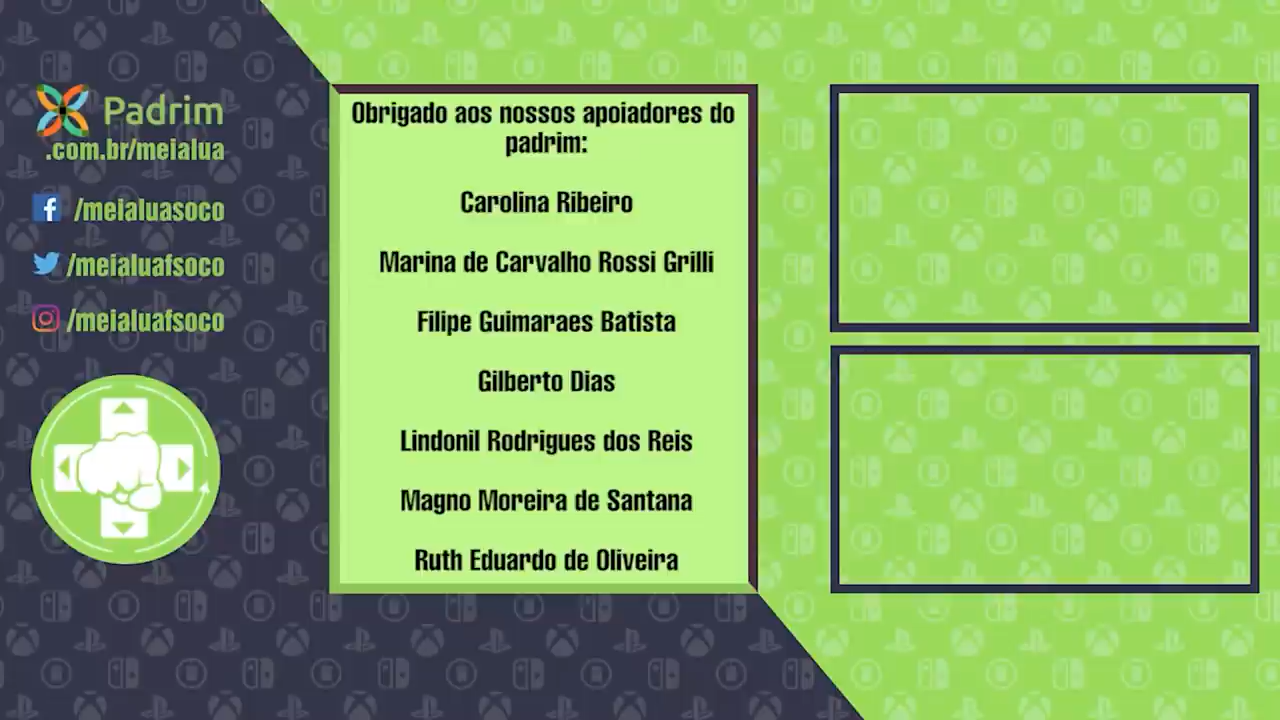 Padrim
.com.br/meialua
/meialuasoco
/meialuafsoco
/meialuafsoco
Obrigado aos nossos apoiadores do
padrim:
Carolina Ribeiro
Marina de Carvalho Rossi Grilli
Filipe Guimaraes Batista
Gilberto Dias
Lindonil Rodrigues dos Reis
Magno Moreira de Santana
Ruth Eduardo de Oliveira